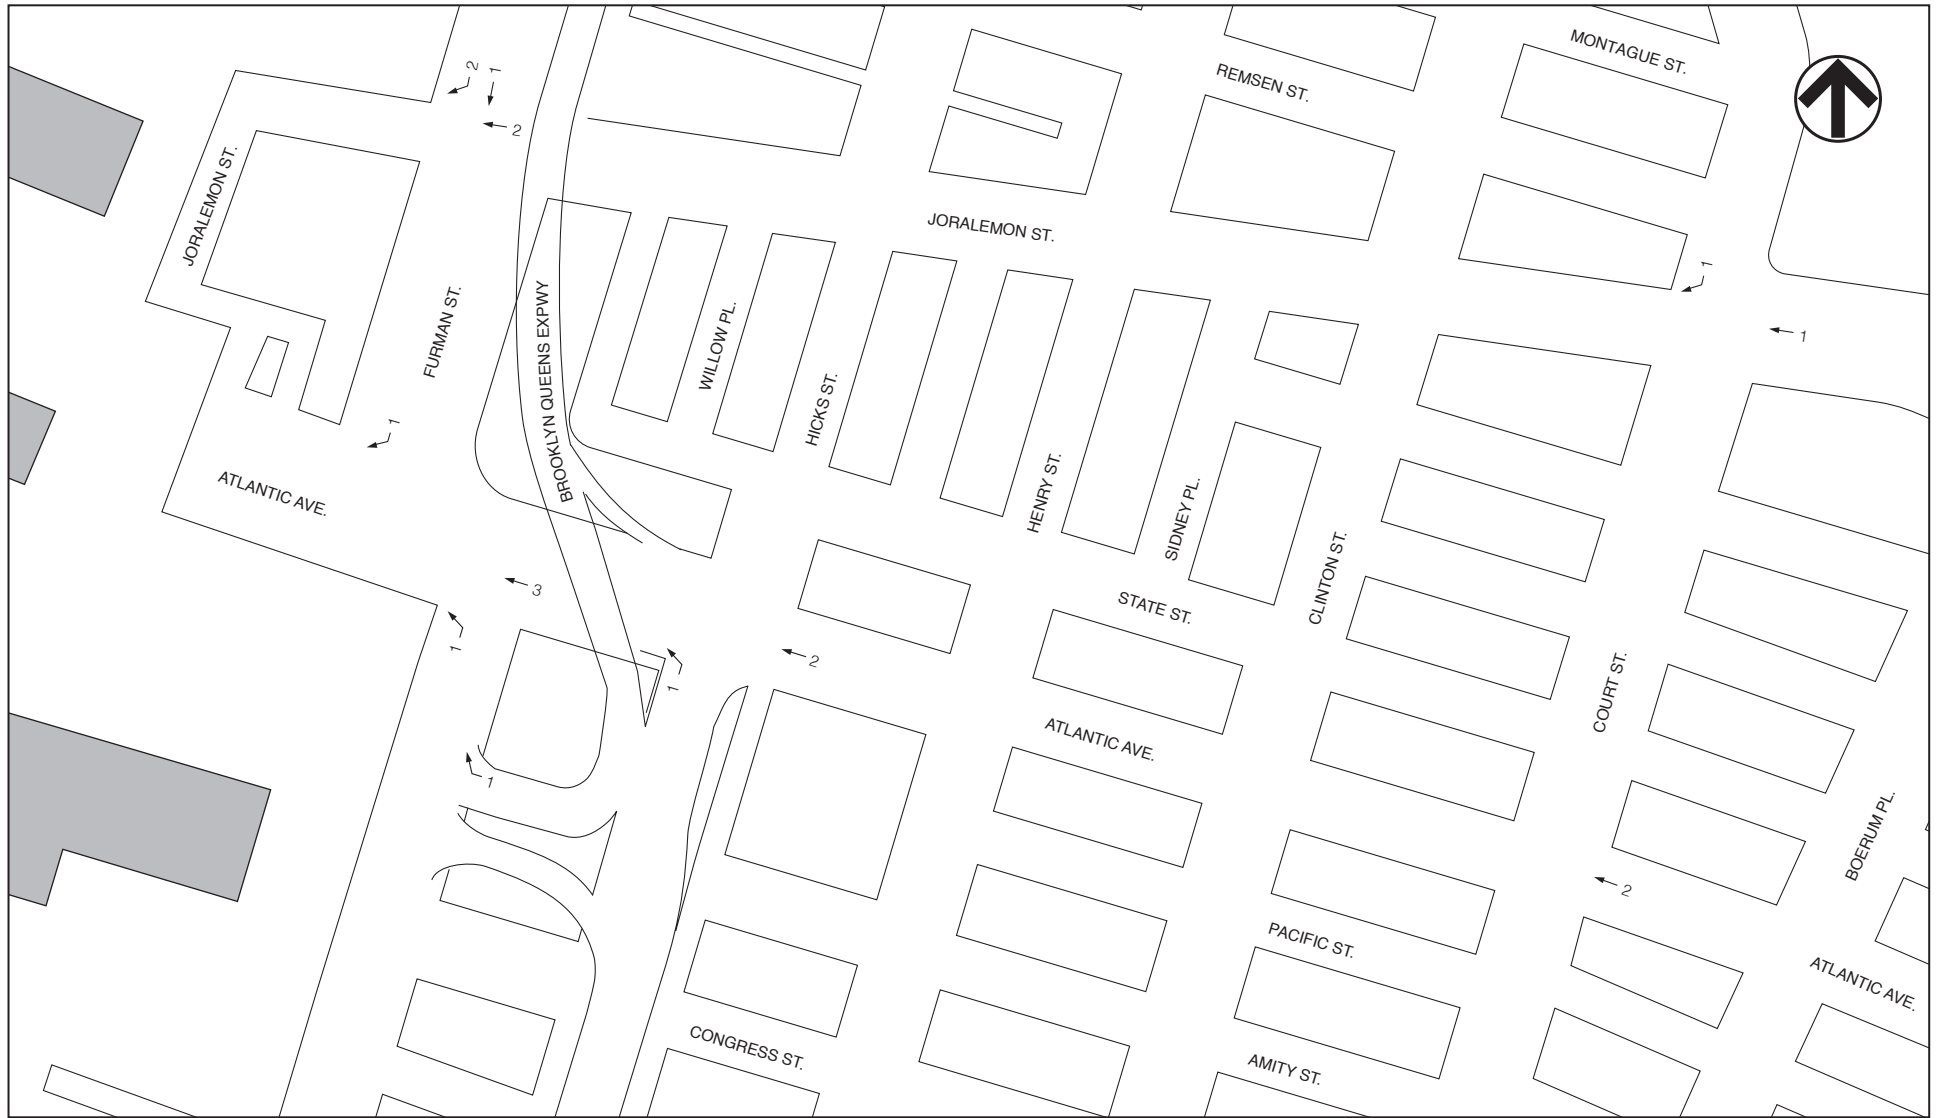 MONTAGUE ST.
REMSEN ST.
2
1
2
JORALEMON ST.
JORALEMON ST.
1
1
FURMAN ST.
BROOKLYN QUEENS EXPWY
WILLOW PL.
HICKS ST.
1
ATLANTIC AVE.
HENRY ST.
SIDNEY PL.
CLINTON ST.
3
STATE ST.
1
2
1
COURT ST.
ATLANTIC AVE.
1
BOERUM PL.
2
PACIFIC ST.
ATLANTIC AVE.
CONGRESS ST.
AMITY ST.